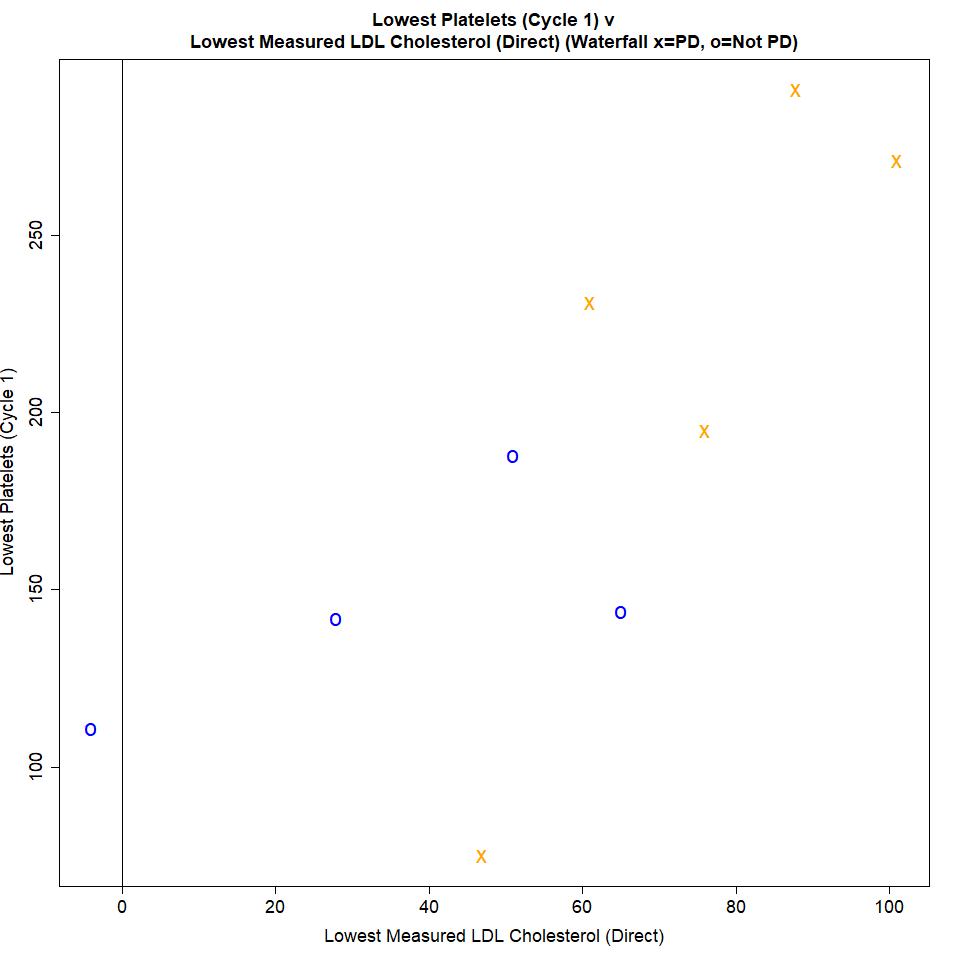 Lowest Platelets (Cycle 1) v
Lowest Measured LDL Cholesterol (Direct) (Waterfall x=PD, o=Not PD)
Lowest Platelets (Cycle 1)
250
200
150
100
X
X
X
X
O
O
O
O
X
0 20 40 60 80 100
Lowest Measured LDL Cholesterol (Direct)